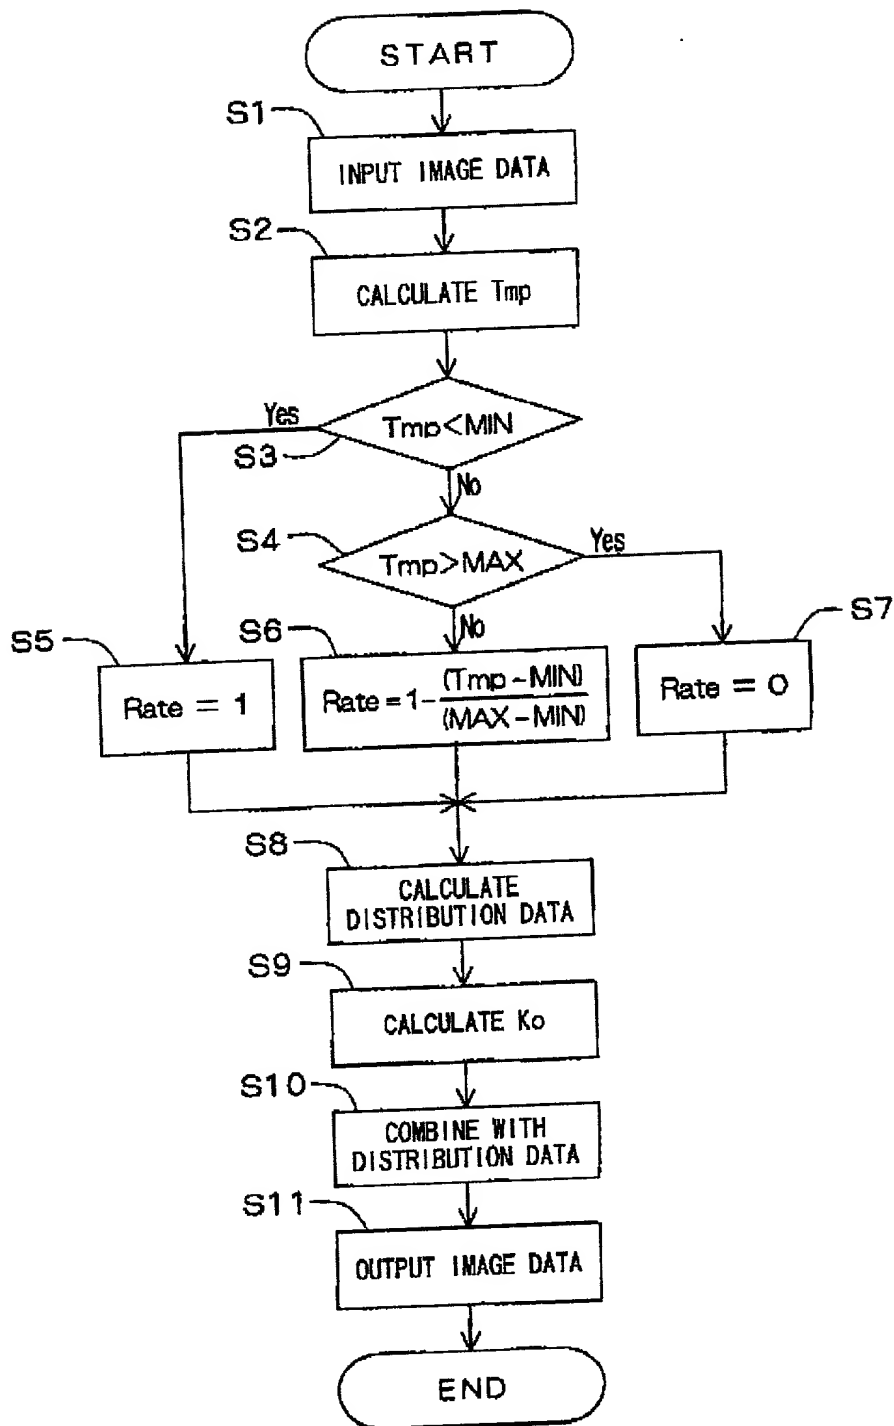 START
S1
INPUT IMAGE DATA
S2
CALCULATE Tmp
Yes
Tmp<MIN
S3
No
S4
Tmp>MAX
Yes
No
S5
Rate = 1
S6
Rate = 1 - (Tmp - MIN)
(MAX - MIN)
S7
Rate = 0
S8
CALCULATE
DISTRIBUTION DATA
S9
CALCULATE Ko
S10
COMBINE WITH
DISTRIBUTION DATA
S11
OUTPUT IMAGE DATA
END